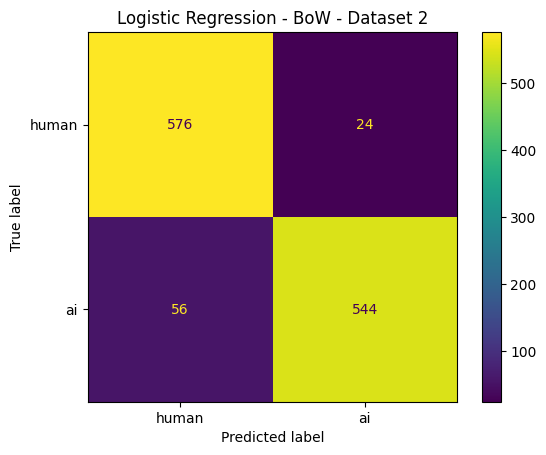 Logistic Regression - BoW - Dataset 2
human
576
24
ai
56
544
human
ai
Predicted label
True label
500
400
300
200
100